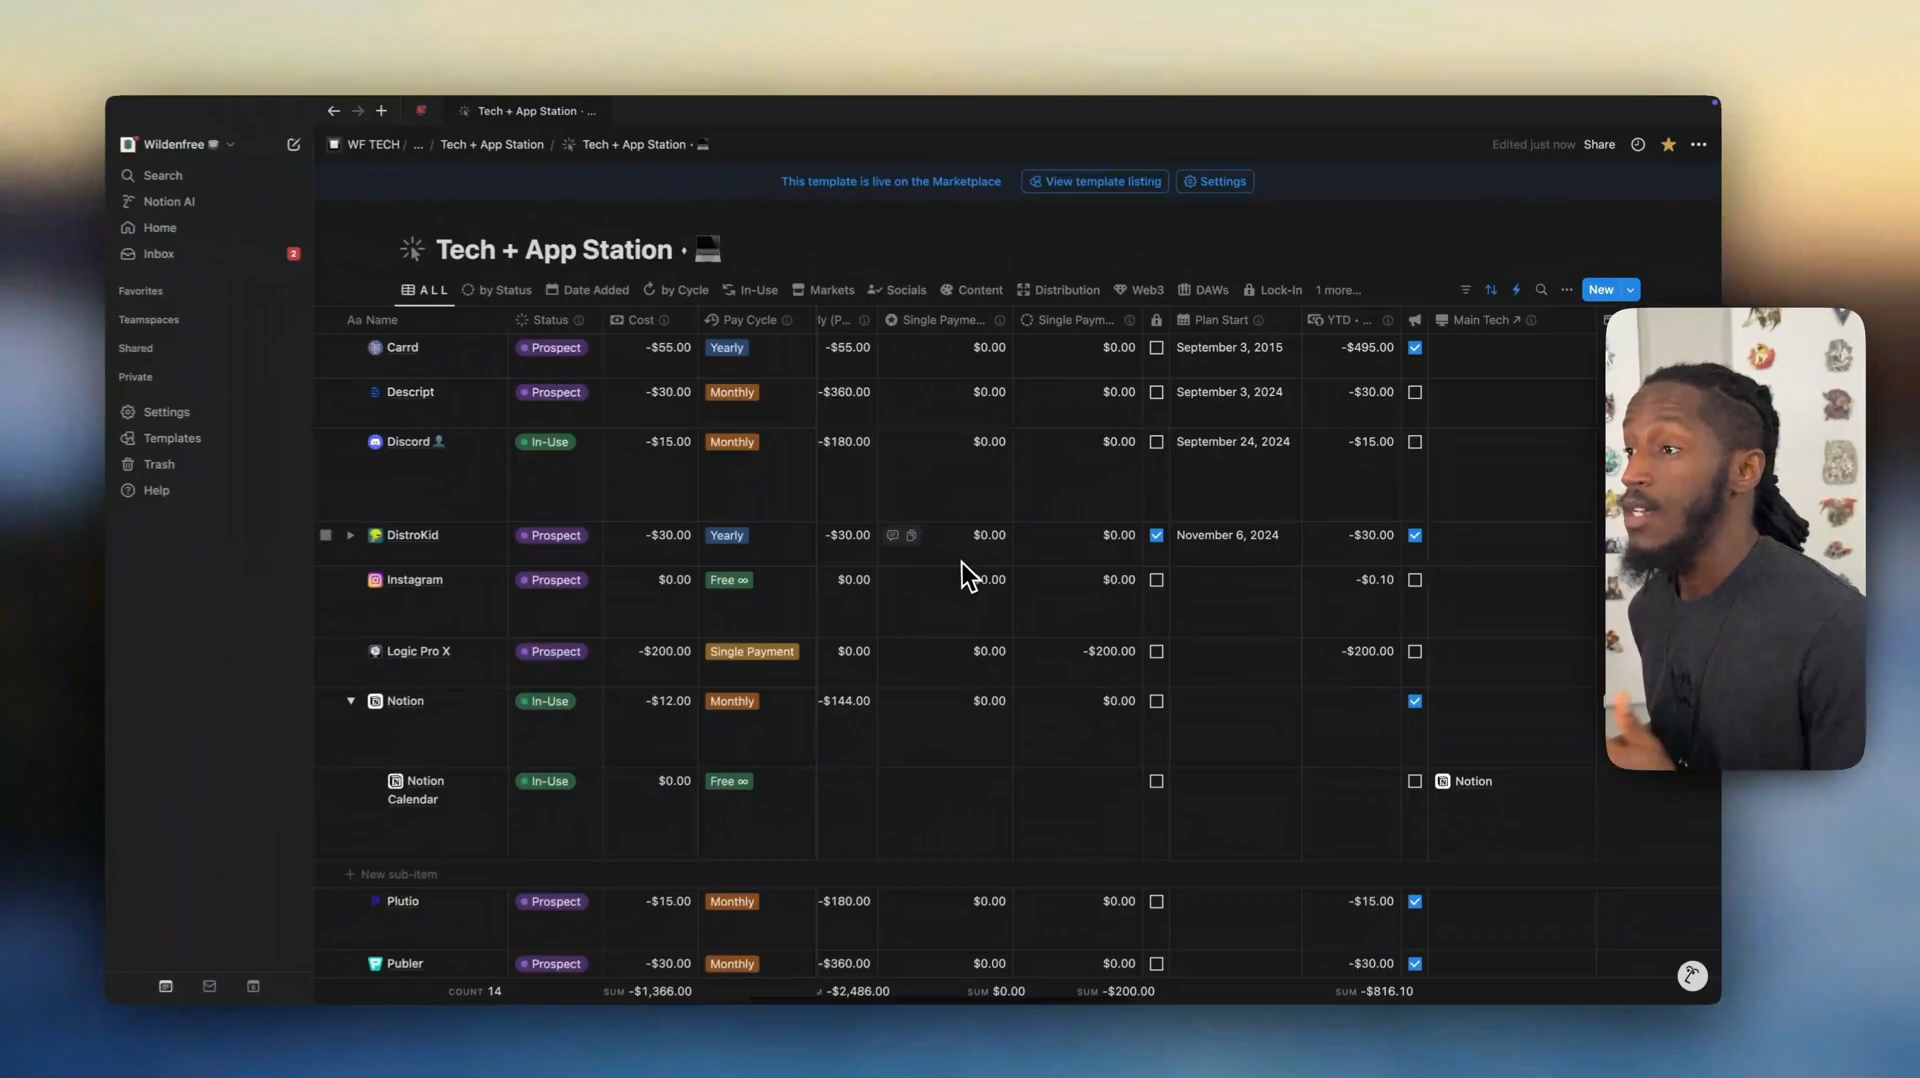 Tech + App Station · ...
Wildenfree
WF TECH / ... / Tech + App Station / Tech + App Station ·
Edited just now Share
Search
Notion AI
Home
Inbox 2
Favorites
Teamspaces
Shared
Private
Settings
Templates
Trash
Help
This template is live on the Marketplace View template listing Settings
Tech + App Station ·
ALL by Status Date Added by Cycle In-Use Markets Socials Content Distribution Web3 DAWs Lock-In 1 more... New
Aa Name Status Cost Pay Cycle ly (P... Single Payme... Single Paym... Plan Start YTD • ... Main Tech ↗
Carrd Prospect -$55.00 Yearly -$55.00 $0.00 $0.00 September 3, 2015 -$495.00
Descript Prospect -$30.00 Monthly -$360.00 $0.00 $0.00 September 3, 2024 -$30.00
Discord In-Use -$15.00 Monthly -$180.00 $0.00 $0.00 September 24, 2024 -$15.00
DistroKid Prospect -$30.00 Yearly -$30.00 $0.00 $0.00 November 6, 2024 -$30.00
Instagram Prospect $0.00 Free ∞ $0.00 0.00 $0.00 -$0.10
Logic Pro X Prospect -$200.00 Single Payment $0.00 $0.00 -$200.00 -$200.00
Notion In-Use -$12.00 Monthly -$144.00 $0.00 $0.00
Notion In-Use $0.00 Free ∞ Notion
Calendar
+ New sub-item
Plutio Prospect -$15.00 Monthly -$180.00 $0.00 $0.00 -$15.00
Publer Prospect -$30.00 Monthly -$360.00 $0.00 $0.00 -$30.00
COUNT 14 SUM -$1,366.00 -$2,486.00 SUM $0.00 SUM -$200.00 SUM -$816.10